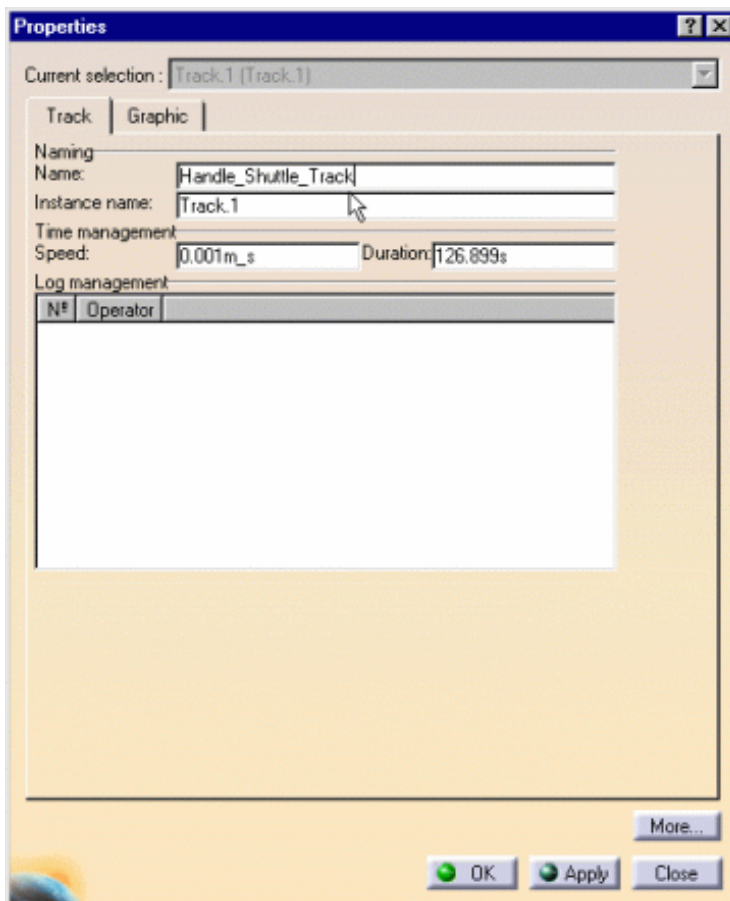 Properties
Current selection : Track.1 (Track.1)
Track Graphic
Naming
Name: Handle_Shuttle_Track
Instance name: Track.1
Time management
Speed: 0.001m_s Duration: 126.899s
Log management
Nº Operator
More...
OK Apply Close